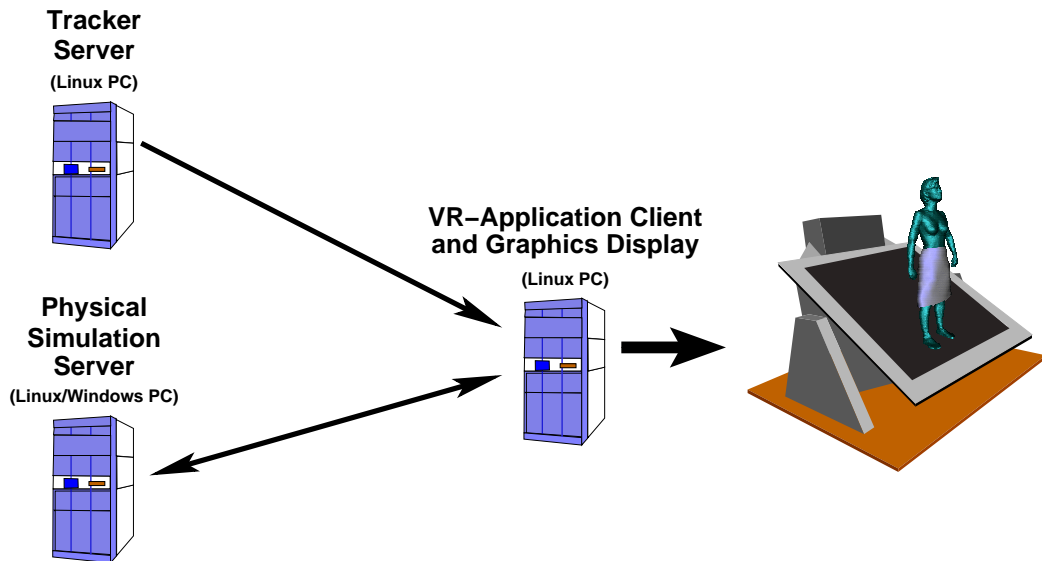 Tracker
Server
(Linux PC)
VR−Application Client
and Graphics Display
(Linux PC)
Physical
Simulation
Server
(Linux/Windows PC)